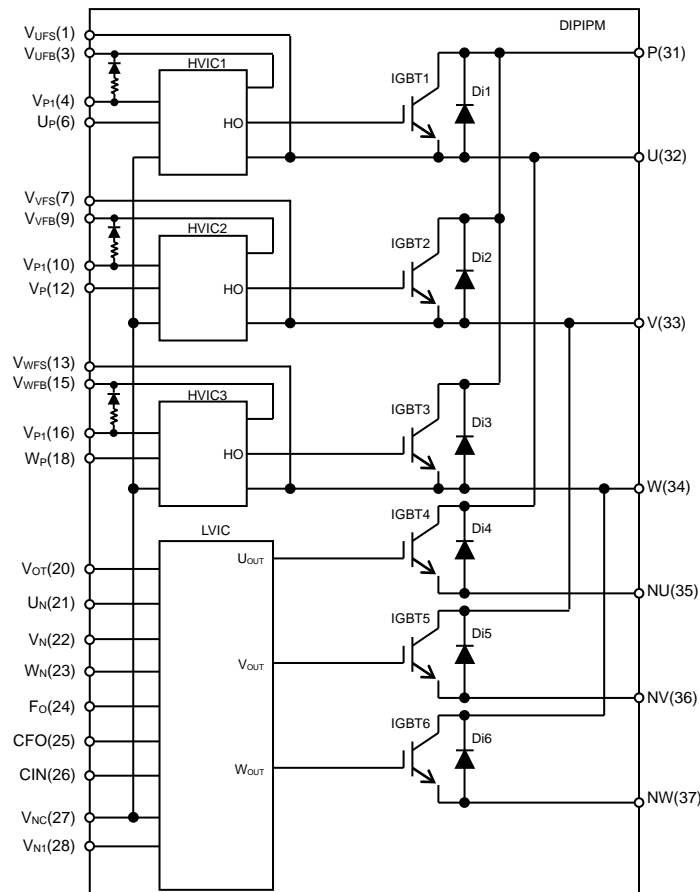 DIPIPM
VUFS(1)
VUFB(3)
HVIC1
P(31)
IGBT1
Di1
VP1(4)
UP(6)
HO
U(32)
VVFS(7)
VVFB(9)
HVIC2
IGBT2
Di2
VP1(10)
VP(12)
HO
V(33)
VWFS(13)
VWFB(15)
HVIC3
IGBT3
Di3
VP1(16)
WP(18)
HO
W(34)
IGBT4
LVIC
Di4
UOUT
VOT(20)
UN(21)
NU(35)
IGBT5
VN(22)
Di5
VOUT
WN(23)
NV(36)
FO(24)
IGBT6
CFO(25)
Di6
WOUT
CIN(26)
NW(37)
VNC(27)
VN1(28)